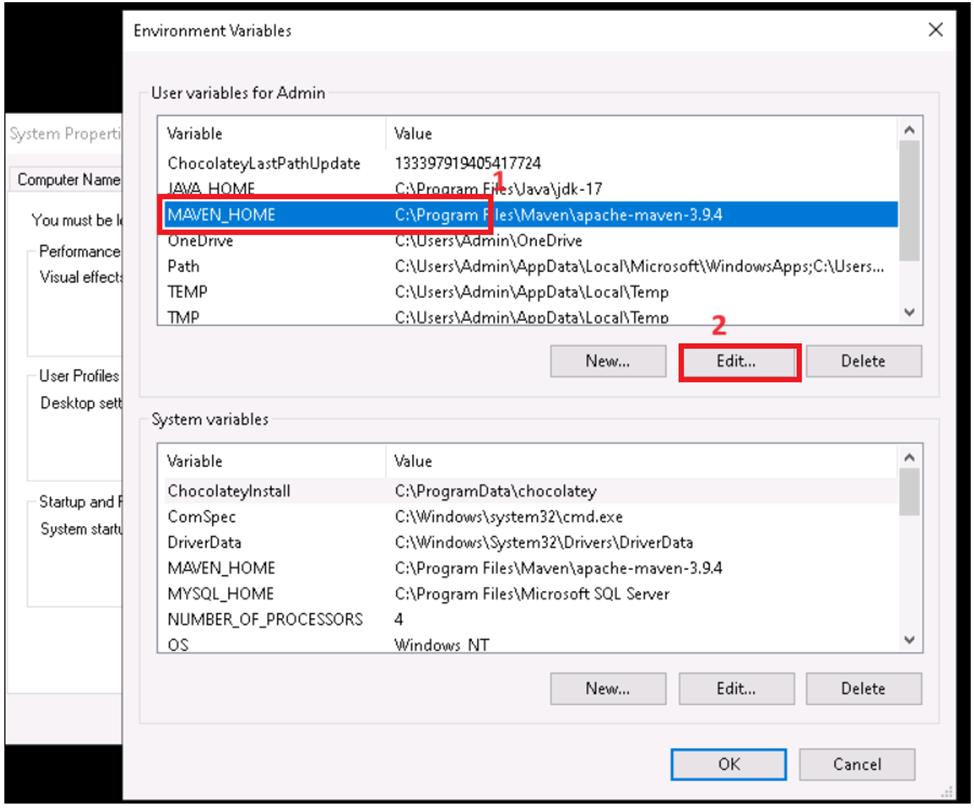 Environment Variables
User variables for Admin
System Properti
Variable Value
ChocolateyLastPathUpdate 133397919405417724
1
JAVA_HOME C:\Program Files\Java\jdk-17
Computer Name
MAVEN_HOME C:\Program Files\Maven\apache-maven-3.9.4
You must be l
OneDrive C:\Users\Admin\OneDrive
Performance
Path C:\Users\Admin\AppData\Local\Microsoft\WindowsApps;C:\Users...
Visual effects
TEMP C:\Users\Admin\AppData\Local\Temp
TMP C:\Users\Admin\AppData\Local\Temp
2
New... Edit... Delete
User Profiles
Desktop sett
System variables
Variable Value
ChocolateyInstall C:\ProgramData\chocolatey
Startup and
ComSpec C:\Windows\system32\cmd.exe
System startu
DriverData C:\Windows\System32\Drivers\DriverData
MAVEN_HOME C:\Program Files\Maven\apache-maven-3.9.4
MYSQL_HOME C:\Program Files\Microsoft SQL Server
NUMBER_OF_PROCESSORS 4
OS Windows_NT
New... Edit... Delete
OK Cancel